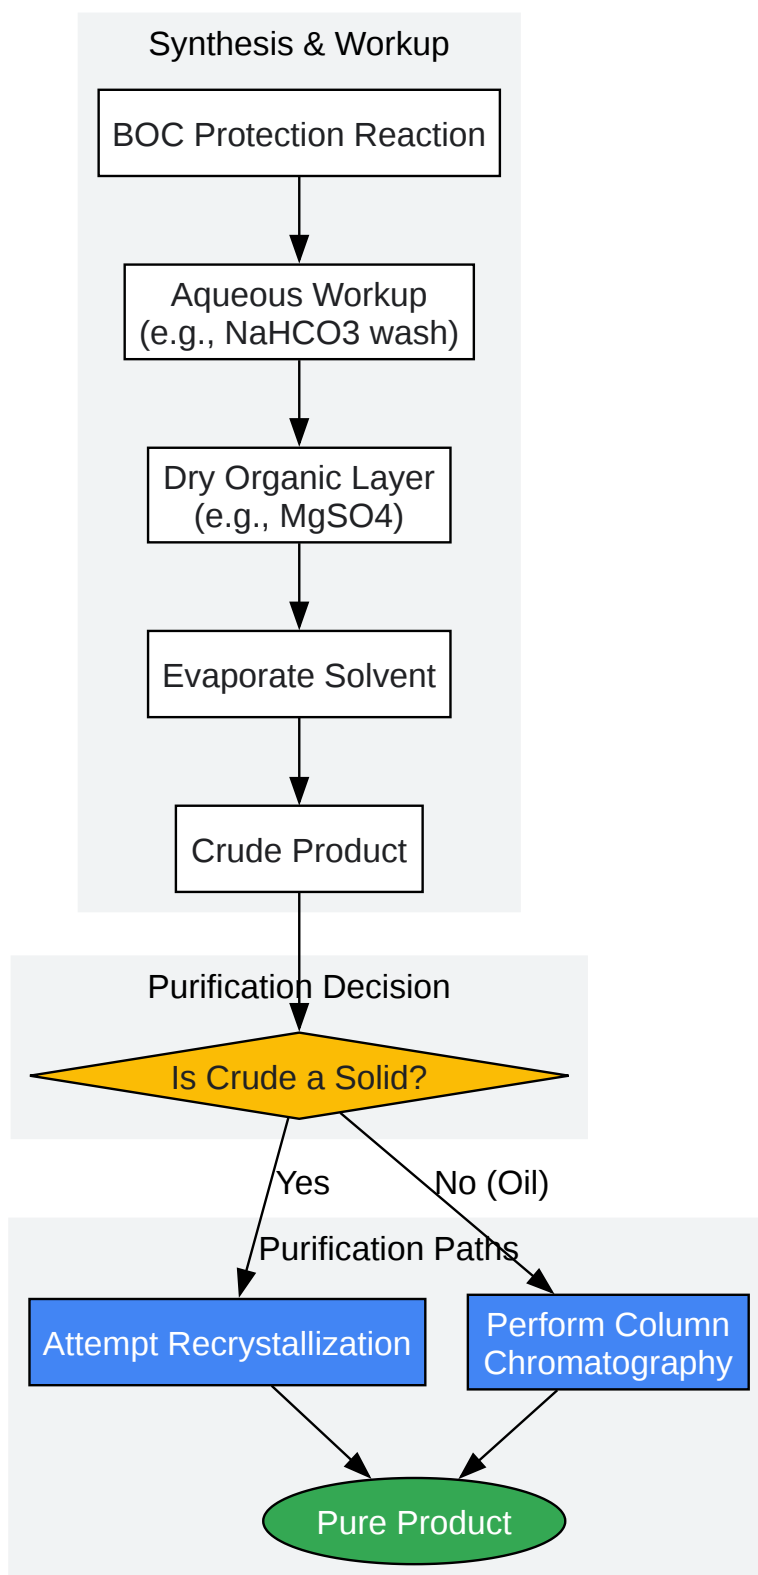 Synthesis & Workup
BOC Protection Reaction
Aqueous Workup
(e.g., NaHCO3 wash)
Dry Organic Layer
(e.g., MgSO4)
Evaporate Solvent
Crude Product
Purification Decision
Is Crude a Solid?
Yes
No (Oil)
Purification Paths
Attempt Recrystallization
Perform Column
Chromatography
Pure Product